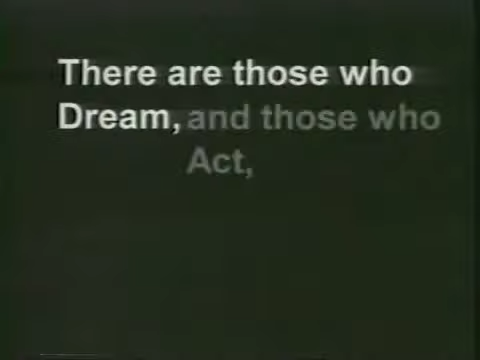 There are those who
Dream, and those who
Act,